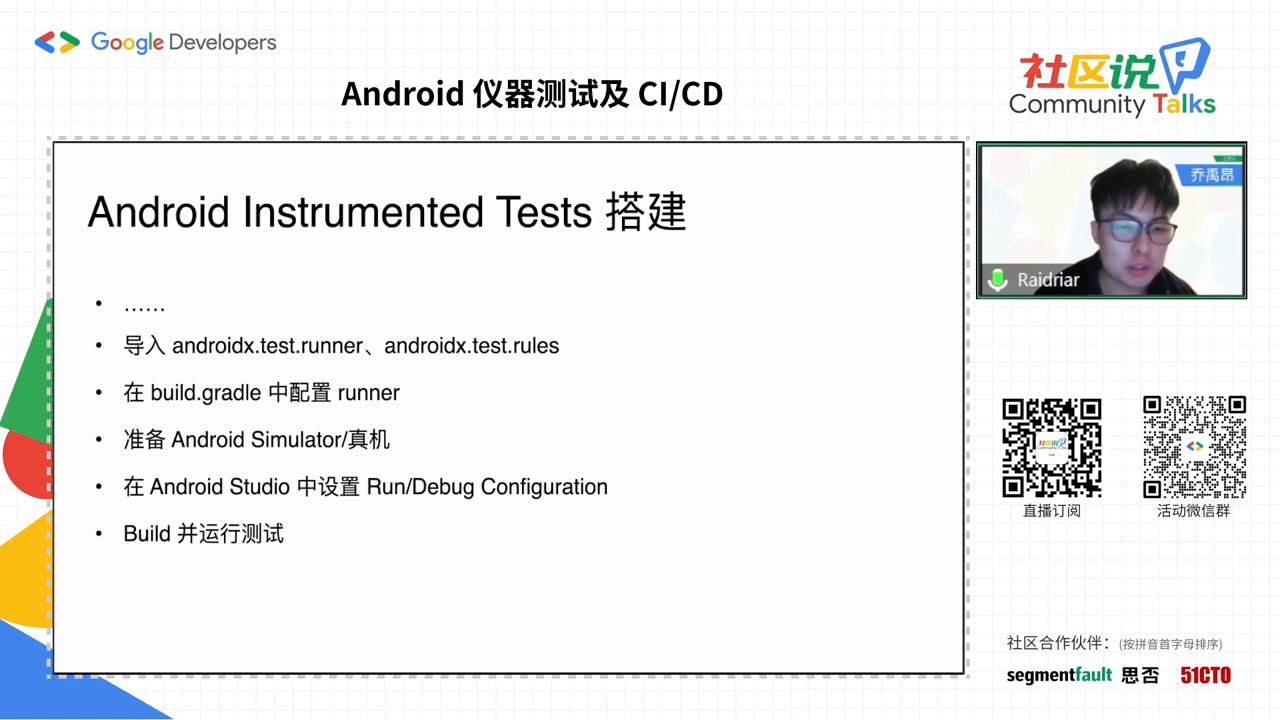 Google Developers
Android 仪器测试及 CI/CD
社区说
Community Talks
Android Instrumented Tests 搭建
• ……
• 导入 androidx.test.runner、androidx.test.rules
• 在 build.gradle 中配置 runner
• 准备 Android Simulator/真机
• 在 Android Studio 中设置 Run/Debug Configuration
• Build 并运行测试
乔禹昂
Raidriar
直播订阅
活动微信群
社区合作伙伴：(按拼音首字母排序)
segmentfault 思否 51CTO